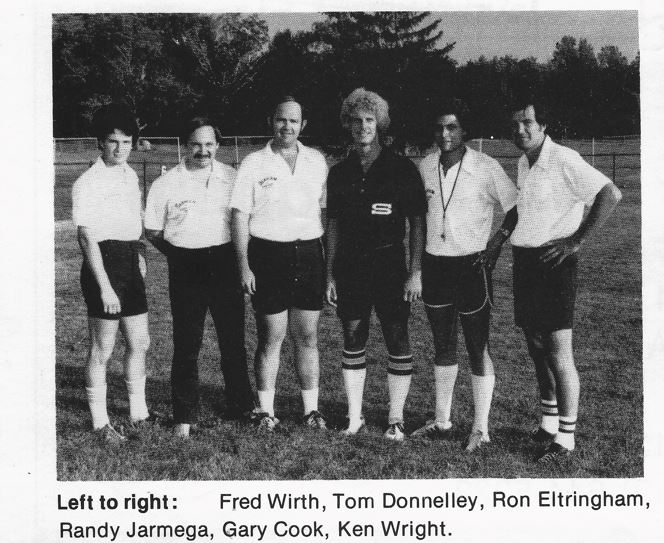 S
Left to right: Fred Wirth, Tom Donnelley, Ron Eltringham,
Randy Jarmega, Gary Cook, Ken Wright.